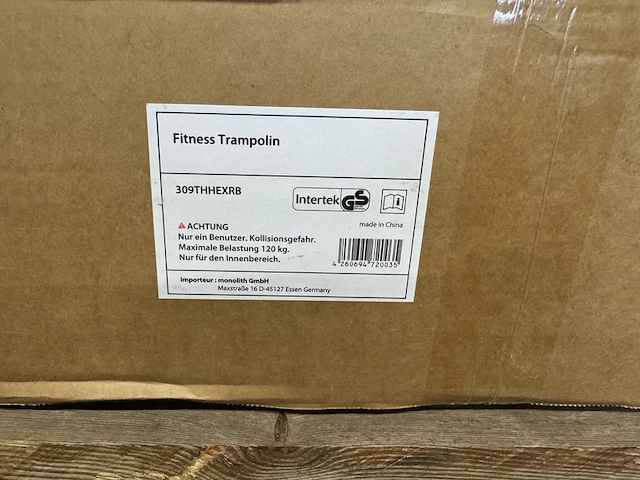 Fitness Trampolin
309THHEXRB
Intertek GS
i
made in China
ACHTUNG
Nur ein Benutzer. Kollisionsgefahr.
Maximale Belastung 120 kg.
Nur für den Innenbereich.
4 260694 720035
Importeur : monolith GmbH
Maxstraße 16 D-45127 Essen Germany